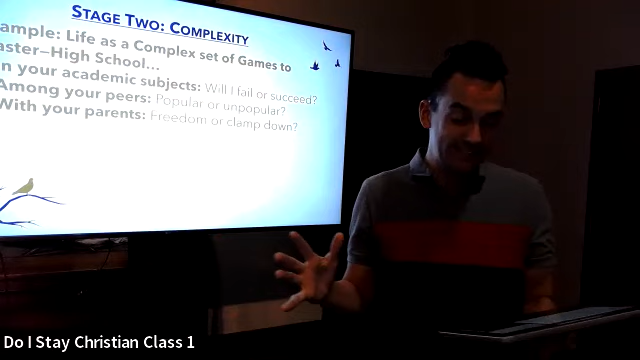 STAGE TWO: COMPLEXITY
ample: Life as a Complex set of Games to
aster—High School...
n your academic subjects: Will I fail or succeed?
Among your peers: Popular or unpopular?
With your parents: Freedom or clamp down?
Do I Stay Christian Class 1